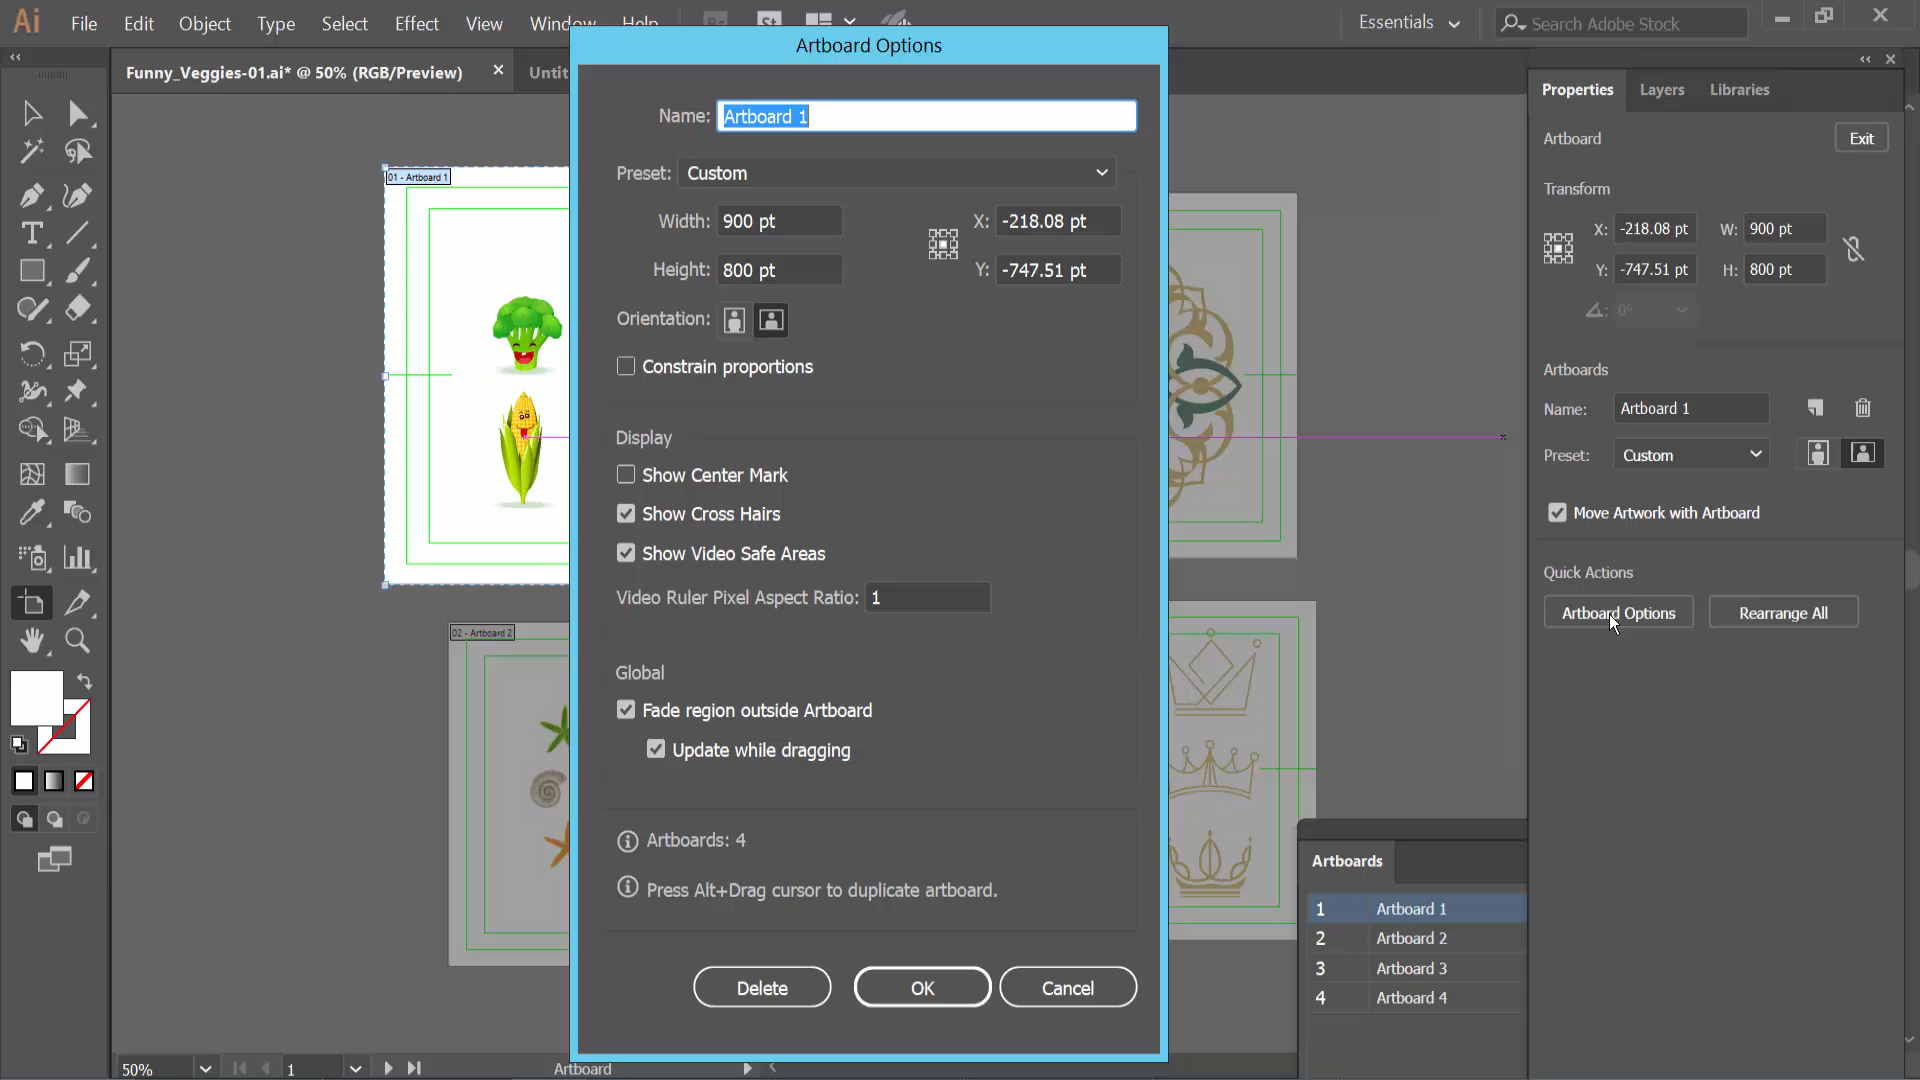 Ai File Edit Object Type Select Effect View Window Help Br St Essentials Search Adobe Stock
Artboard Options
Funny_Veggies-01.ai* @ 50% (RGB/Preview) Untit
Properties Layers Libraries
Name: Artboard 1
Artboard Exit
Preset: Custom
01 - Artboard 1
Transform
Width: 900 pt X: -218.08 pt
X: -218.08 pt W: 900 pt
Height: 800 pt Y: -747.51 pt
Y: -747.51 pt H: 800 pt
0°
Orientation:
Constrain proportions
Artboards
Name: Artboard 1
Display
Preset: Custom
Show Center Mark
Show Cross Hairs
Move Artwork with Artboard
Show Video Safe Areas
Quick Actions
Video Ruler Pixel Aspect Ratio: 1
Artboard Options Rearrange All
02 - Artboard 2
Global
Fade region outside Artboard
Update while dragging
Artboards: 4
Press Alt+Drag cursor to duplicate artboard.
Artboards
1 Artboard 1
2 Artboard 2
3 Artboard 3
4 Artboard 4
Delete OK Cancel
50% 1 Artboard